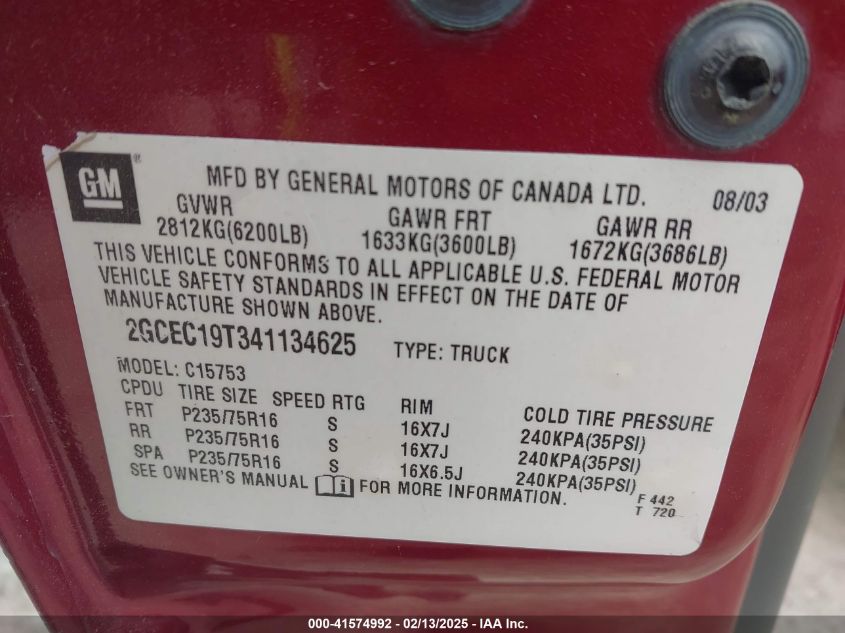 GM ®
MFD BY GENERAL MOTORS OF CANADA LTD. 08/03
GVWR GAWR FRT GAWR RR
2812KG(6200LB) 1633KG(3600LB) 1672KG(3686LB)
THIS VEHICLE CONFORMS TO ALL APPLICABLE U.S. FEDERAL MOTOR
VEHICLE SAFETY STANDARDS IN EFFECT ON THE DATE OF
MANUFACTURE SHOWN ABOVE.
2GCEC19T341134625 TYPE: TRUCK
MODEL: C15753
CPDU TIRE SIZE SPEED RTG RIM COLD TIRE PRESSURE
FRT P235/75R16 S 16X7J 240KPA(35PSI)
RR P235/75R16 S 16X7J 240KPA(35PSI)
SPA P235/75R16 S 16X6.5J 240KPA(35PSI)
SEE OWNER'S MANUAL i FOR MORE INFORMATION.
F 442
T 720
000-41574992 - 02/13/2025 - IAA Inc.